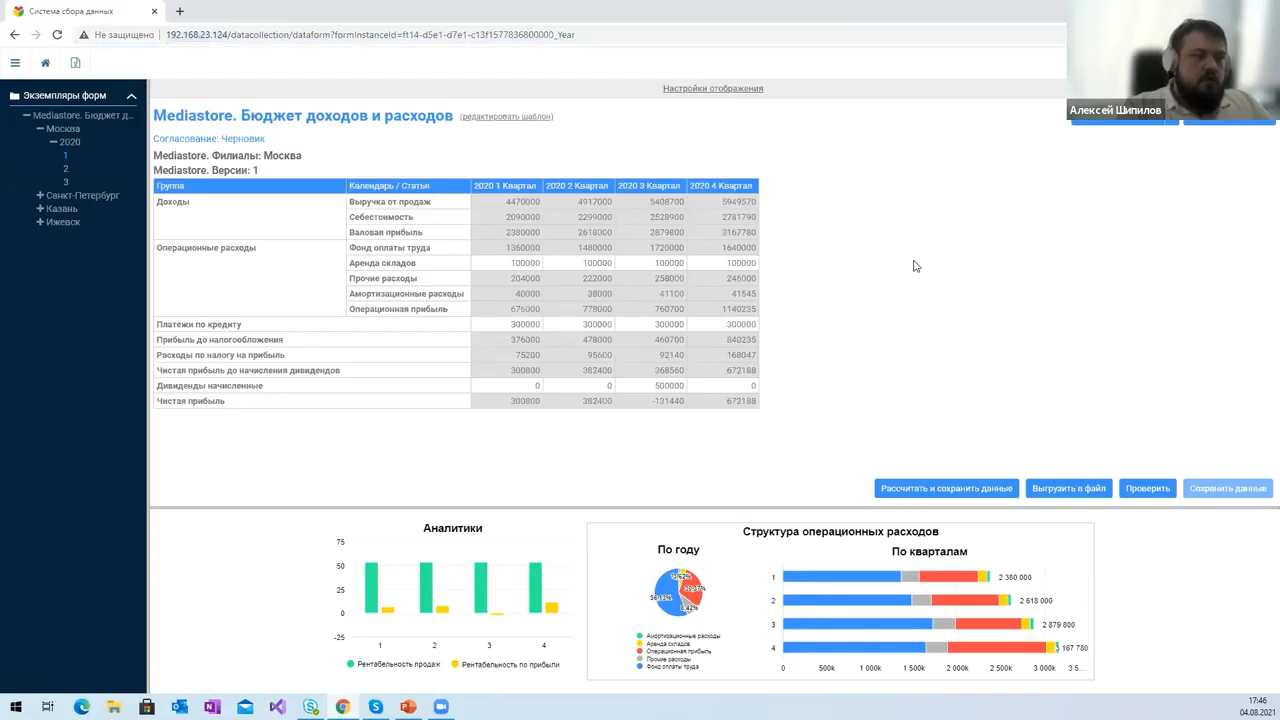 Система сбора данных
Не защищено
192.168.23.124/datacollection/dataform?formInstanceId=ft14-d5e1-d7e1-c13f1577836800000_Year
Алексей Шипилов
Экземпляры форм
Mediastore. Бюджет д...
Москва
2020
1
2
3
Санкт-Петербург
Казань
Ижевск
Настройки отображения
Mediastore. Бюджет доходов и расходов (редактировать шаблон)
Согласование: Черновик
Mediastore. Филиалы: Москва
Mediastore. Версии: 1
Группа Календарь / Статья 2020 1 Квартал 2020 2 Квартал 2020 3 Квартал 2020 4 Квартал
Доходы Выручка от продаж 4470000 4917000 5408700 5949570
Себестоимость 2090000 2299000 2528900 2781790
Валовая прибыль 2380000 2618000 2879800 3167780
Операционные расходы Фонд оплаты труда 1360000 1480000 1720000 1640000
Аренда складов 100000 100000 100000 100000
Прочие расходы 204000 222000 258000 246000
Амортизационные расходы 40000 38000 41100 41545
Операционная прибыль 676000 778000 760700 1140235
Платежи по кредиту 300000 300000 300000 300000
Прибыль до налогообложения 376000 478000 460700 840235
Расходы по налогу на прибыль 75200 95600 92140 168047
Чистая прибыль до начисления дивидендов 300800 382400 368560 672188
Дивиденды начисленные 0 0 500000 0
Чистая прибыль 300800 382400 -131440 672188
Рассчитать и сохранить данные Выгрузить в файл Проверить Сохранить данные
Аналитики
75
50
25
0
-25
1 2 3 4
Рентабельность продаж Рентабельность по прибыли
Структура операционных расходов
По году
Амортизационные расходы
Аренда складов
Операционная прибыль
Прочие расходы
Фонд оплаты труда
По кварталам
1 2 380 000
2 2 618 000
3 2 879 800
4 3 167 780
0 500k 1 000k 1 500k 2 000k 2 500k 3 000k 3 5...
17:46
04.08.2021